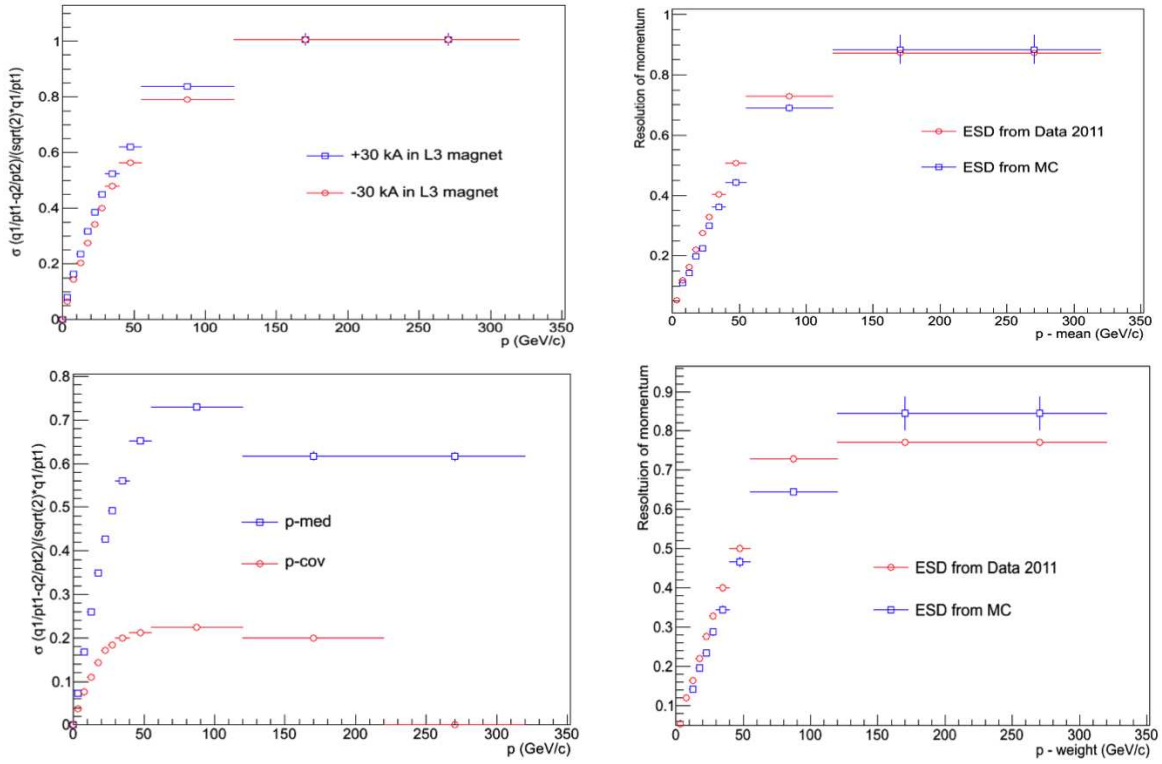 σ (q1/pt1-q2/pt2)/(sqrt(2)*q1/pt1)
1
0.8
0.6
0.4
0.2
0
+30 kA in L3 magnet
-30 kA in L3 magnet
0 50 100 150 200 250 300 350
p (GeV/c)
Resolution of momentum
1
0.8
0.6
0.4
0.2
ESD from Data 2011
ESD from MC
0 50 100 150 200 250 300 350
p - mean (GeV/c)
σ (q1/pt1-q2/pt2)/(sqrt(2)*q1/pt1)
0.8
0.7
0.6
0.5
0.4
0.3
0.2
0.1
0
p-med
p-cov
0 50 100 150 200 250 300 350
p (GeV/c)
Resoltuion of momentum
0.9
0.8
0.7
0.6
0.5
0.4
0.3
0.2
0.1
ESD from Data 2011
ESD from MC
0 50 100 150 200 250 300 350
p - weight (GeV/c)